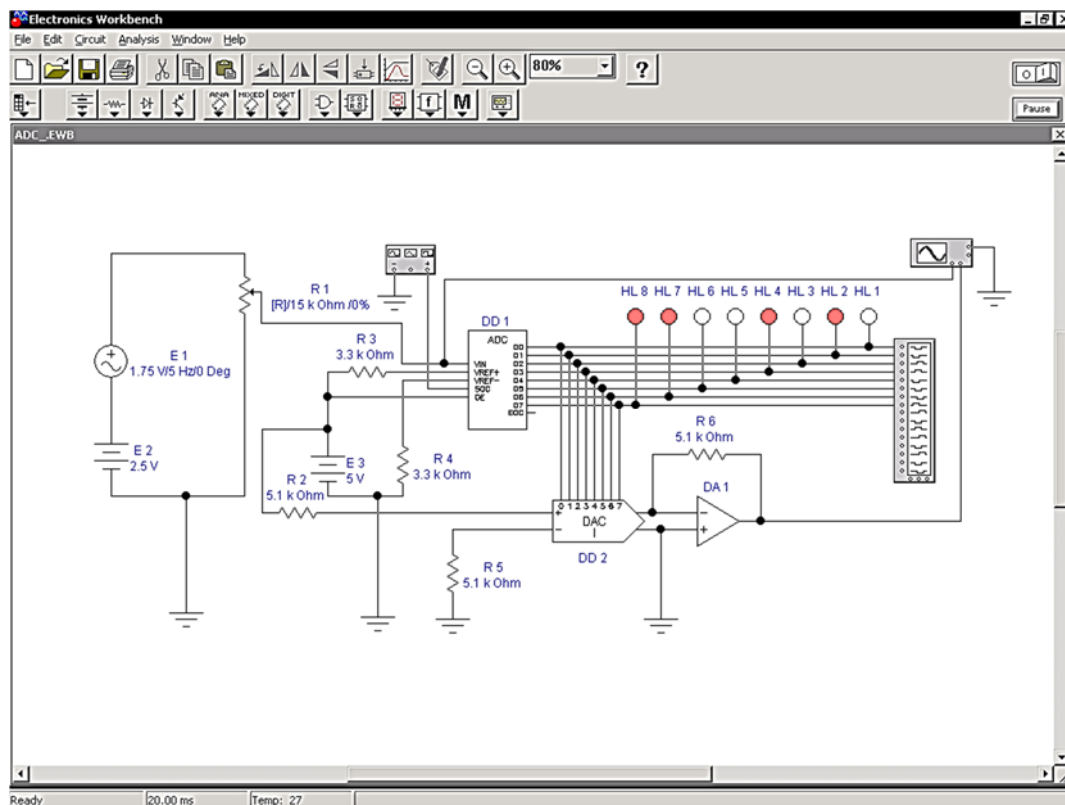 Electronics Workbench
File Edit Circuit Analysis Window Help
80%
?
ANA MIXED DIGIT
f M
O I
Pause
ADC_.EWB
R 1
[R]/15 k Ohm /0%
E 1
1.75 V/5 Hz/0 Deg
E 2
2.5 V
R 3
3.3 k Ohm
DD 1
ADC
VIN
VREF+
VREF-
SOC
OE
D0
D1
D2
D3
D4
D5
D6
D7
EOC
HL 8 HL 7 HL 6 HL 5 HL 4 HL 3 HL 2 HL 1
E 3
5 V
R 4
3.3 k Ohm
R 2
5.1 k Ohm
R 6
5.1 k Ohm
DA 1
- +
0 1 2 3 4 5 6 7
+ -
DAC
I
DD 2
R 5
5.1 k Ohm
Ready 20.00 ms Temp: 27